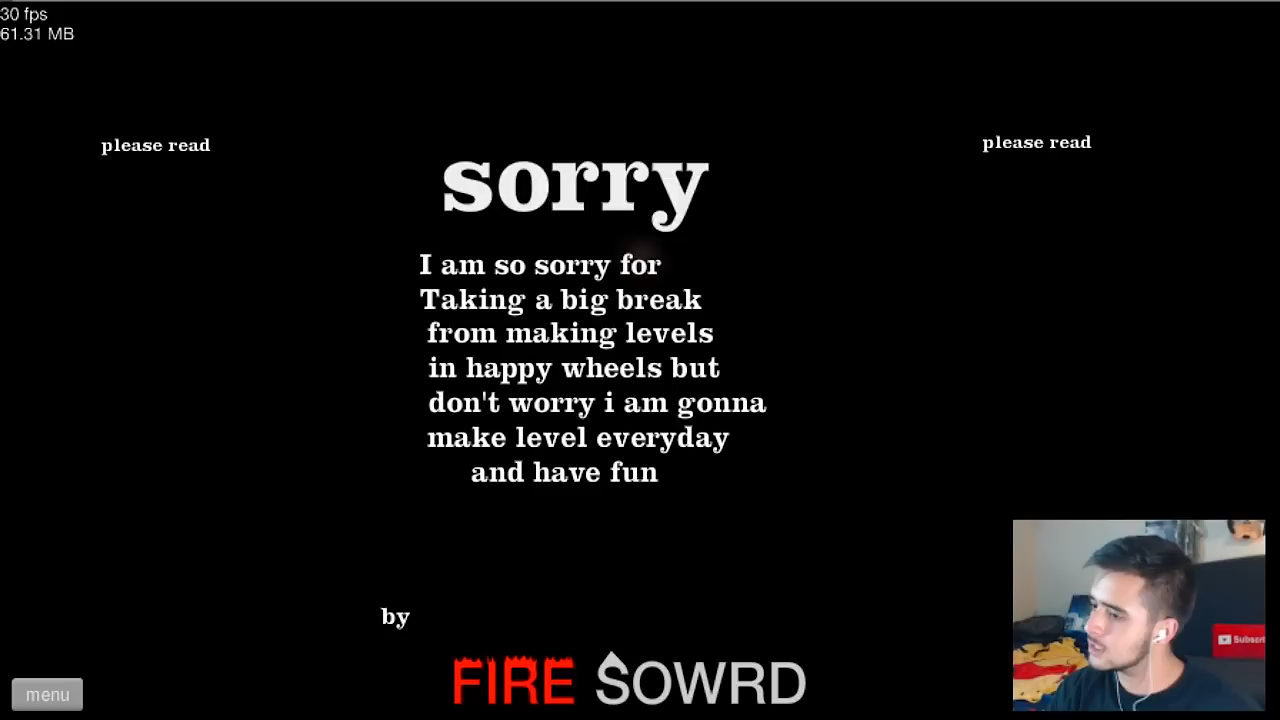 30 fps
61.31 MB
please read
please read
sorry
I am so sorry for
Taking a big break
from making levels
in happy wheels but
don't worry i am gonna
make level everyday
and have fun
by
FIRE SOWRD
menu
Subscri